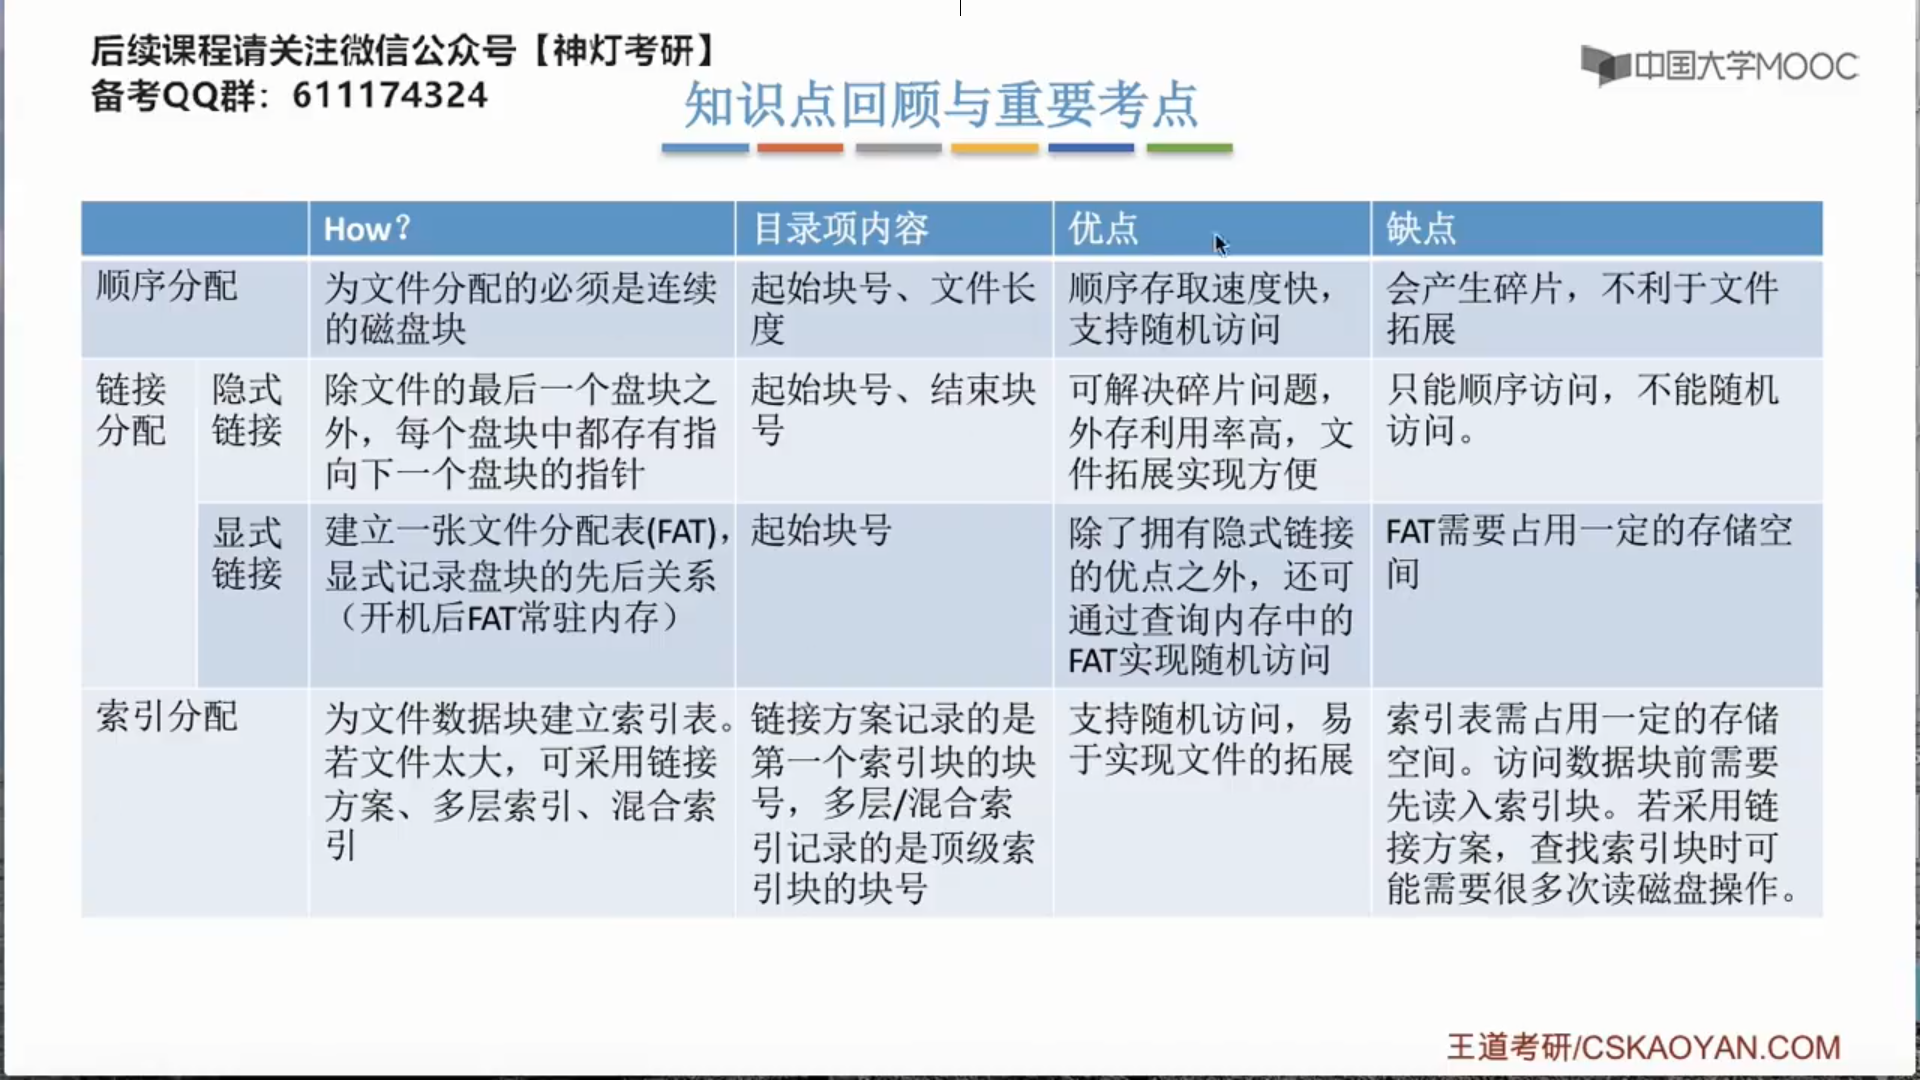 后续课程请关注微信公众号【神灯考研】
备考QQ群：611174324
中国大学MOOC
知识点回顾与重要考点
How？
目录项内容
优点
缺点
顺序分配
为文件分配的必须是连续
的磁盘块
起始块号、文件长
度
顺序存取速度快，
支持随机访问
会产生碎片，不利于文件
拓展
链接
分配
隐式
链接
除文件的最后一个盘块之
外，每个盘块中都存有指
向下一个盘块的指针
起始块号、结束块
号
可解决碎片问题，
外存利用率高，文
件拓展实现方便
只能顺序访问，不能随机
访问。
显式
链接
建立一张文件分配表(FAT)，
显式记录盘块的先后关系
（开机后FAT常驻内存）
起始块号
除了拥有隐式链接
的优点之外，还可
通过查询内存中的
FAT实现随机访问
FAT需要占用一定的存储空
间
索引分配
为文件数据块建立索引表。
若文件太大，可采用链接
方案、多层索引、混合索
引
链接方案记录的是
第一个索引块的块
号，多层/混合索
引记录的是顶级索
引块的块号
支持随机访问，易
于实现文件的拓展
索引表需占用一定的存储
空间。访问数据块前需要
先读入索引块。若采用链
接方案，查找索引块时可
能需要很多次读磁盘操作。
王道考研/CSKAOYAN.COM